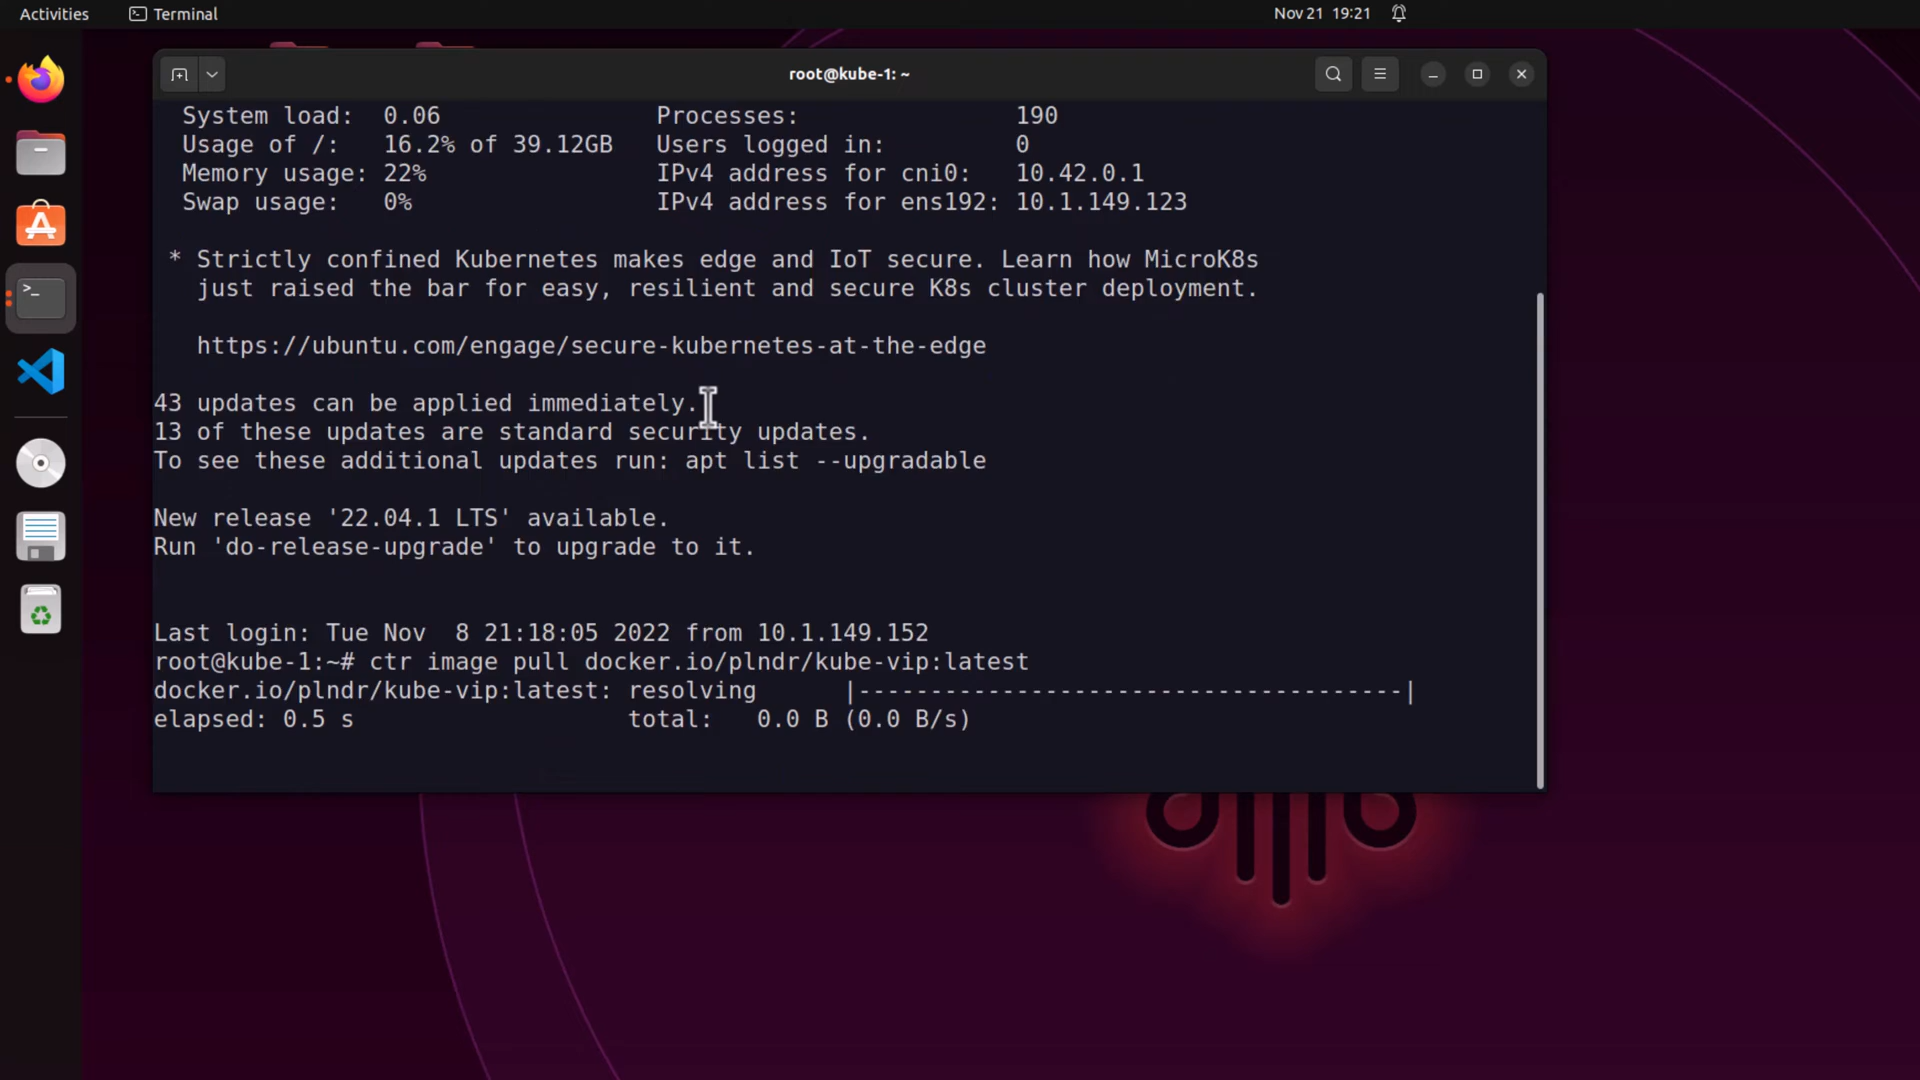 Activities
Terminal
Nov 21 19:21
root@kube-1: ~
System load: 0.06 Processes: 190
Usage of /: 16.2% of 39.12GB Users logged in: 0
Memory usage: 22% IPv4 address for cni0: 10.42.0.1
Swap usage: 0% IPv4 address for ens192: 10.1.149.123
* Strictly confined Kubernetes makes edge and IoT secure. Learn how MicroK8s
just raised the bar for easy, resilient and secure K8s cluster deployment.
https://ubuntu.com/engage/secure-kubernetes-at-the-edge
43 updates can be applied immediately.
13 of these updates are standard security updates.
To see these additional updates run: apt list --upgradable
New release '22.04.1 LTS' available.
Run 'do-release-upgrade' to upgrade to it.
Last login: Tue Nov  8 21:18:05 2022 from 10.1.149.152
root@kube-1:~# ctr image pull docker.io/plndr/kube-vip:latest
docker.io/plndr/kube-vip:latest: resolving |--------------------------------------|
elapsed: 0.5 s total: 0.0 B (0.0 B/s)